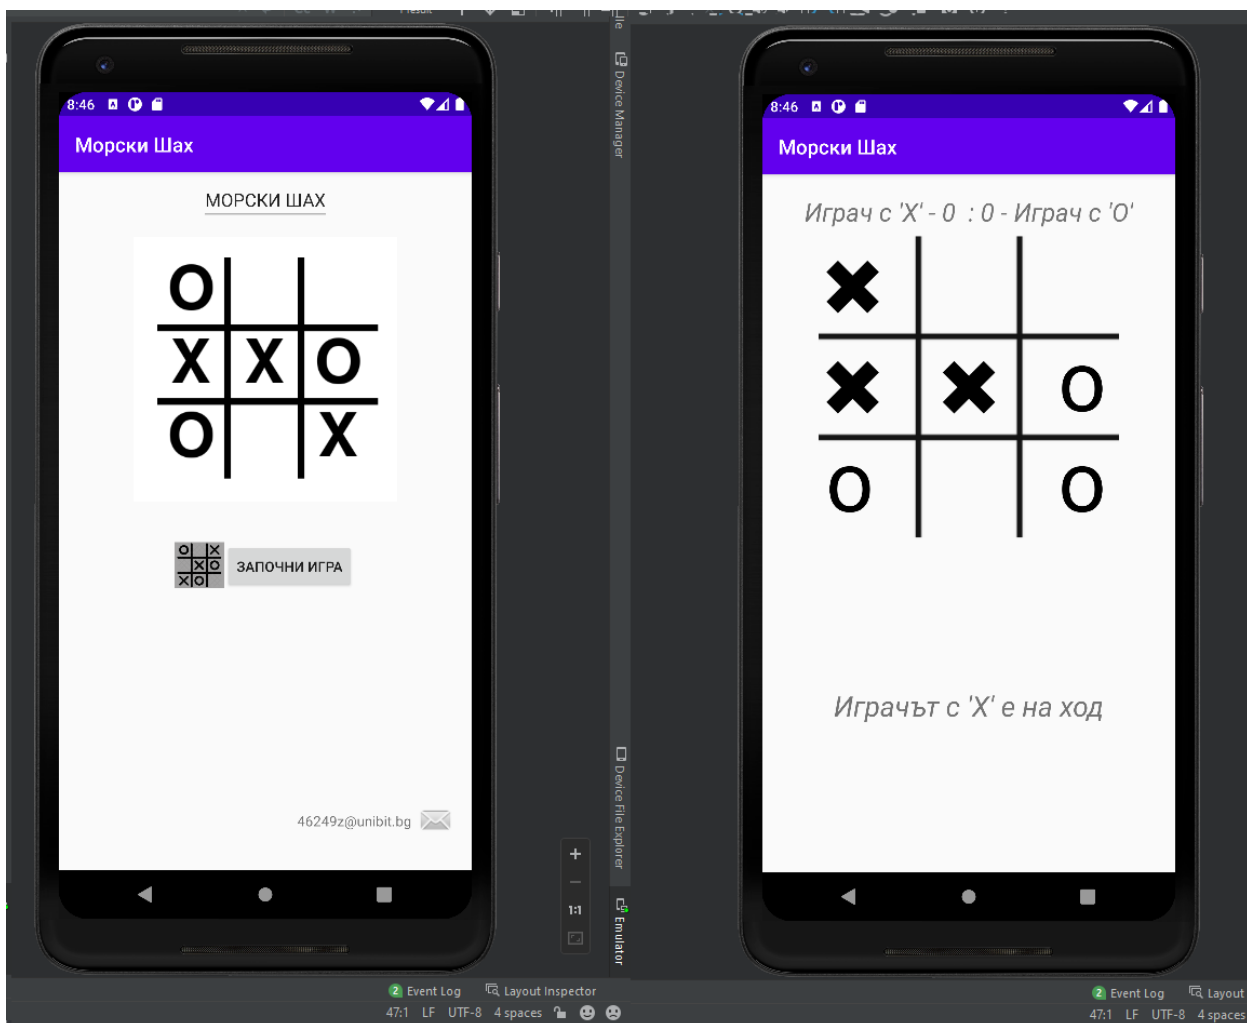 8:46
Морски Шах
МОРСКИ ШАХ
O
X X O
O X
O X
X O
X O
ЗАПОЧНИ ИГРА
46249z@unibit.bg
1:1
Device Manager
Device File Explorer
Emulator
2 Event Log Layout Inspector
47:1 LF UTF-8 4 spaces
8:46
Морски Шах
Играч с 'X' - 0 : 0 - Играч с 'O'
X
X X O
O O
Играчът с 'X' е на ход
2 Event Log Layout
47:1 LF UTF-8 4 spaces